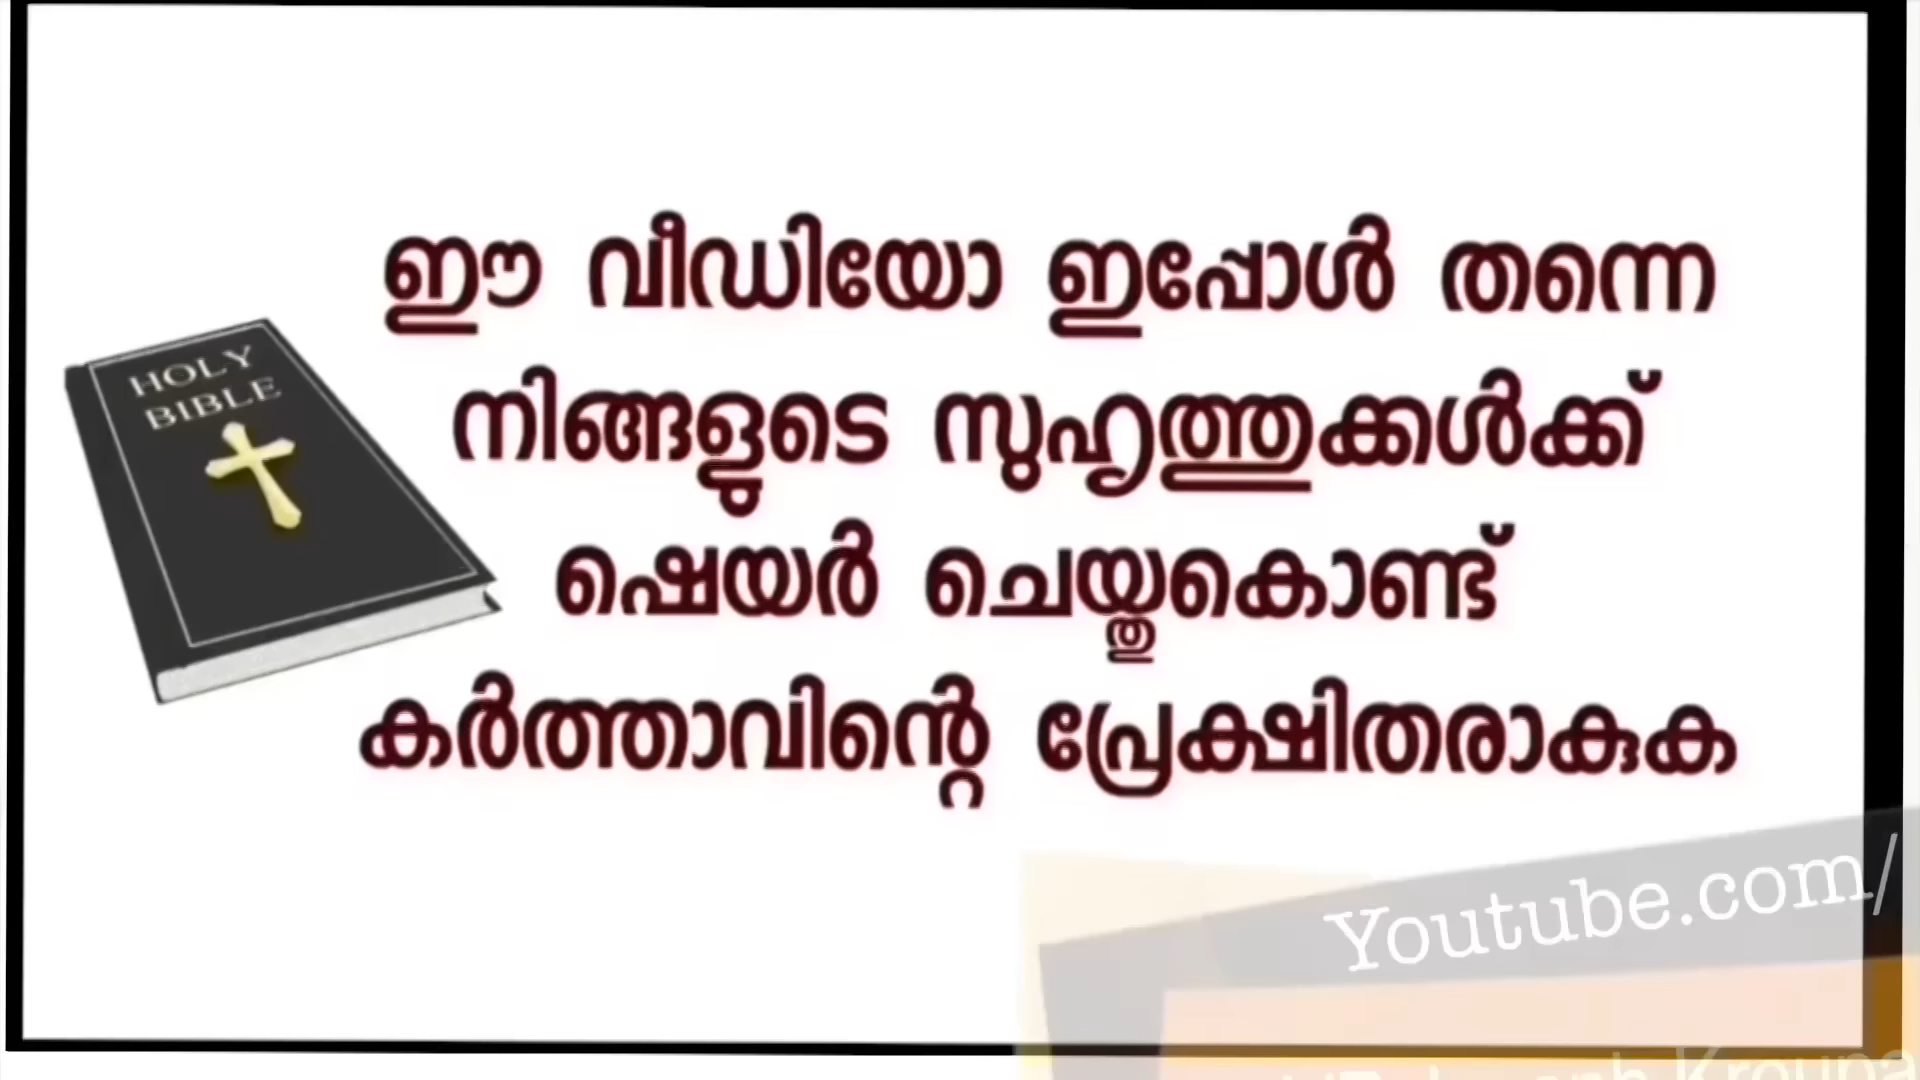 ഈ വീഡിയോ ഇപ്പോൾ തന്നെ
നിങ്ങളുടെ സുഹൃത്തുക്കൾക്ക്
ഷെയർ ചെയ്തുകൊണ്ട്
കർത്താവിന്റെ പ്രേക്ഷിതരാകുക
HOLY
BIBLE
Youtube.com/